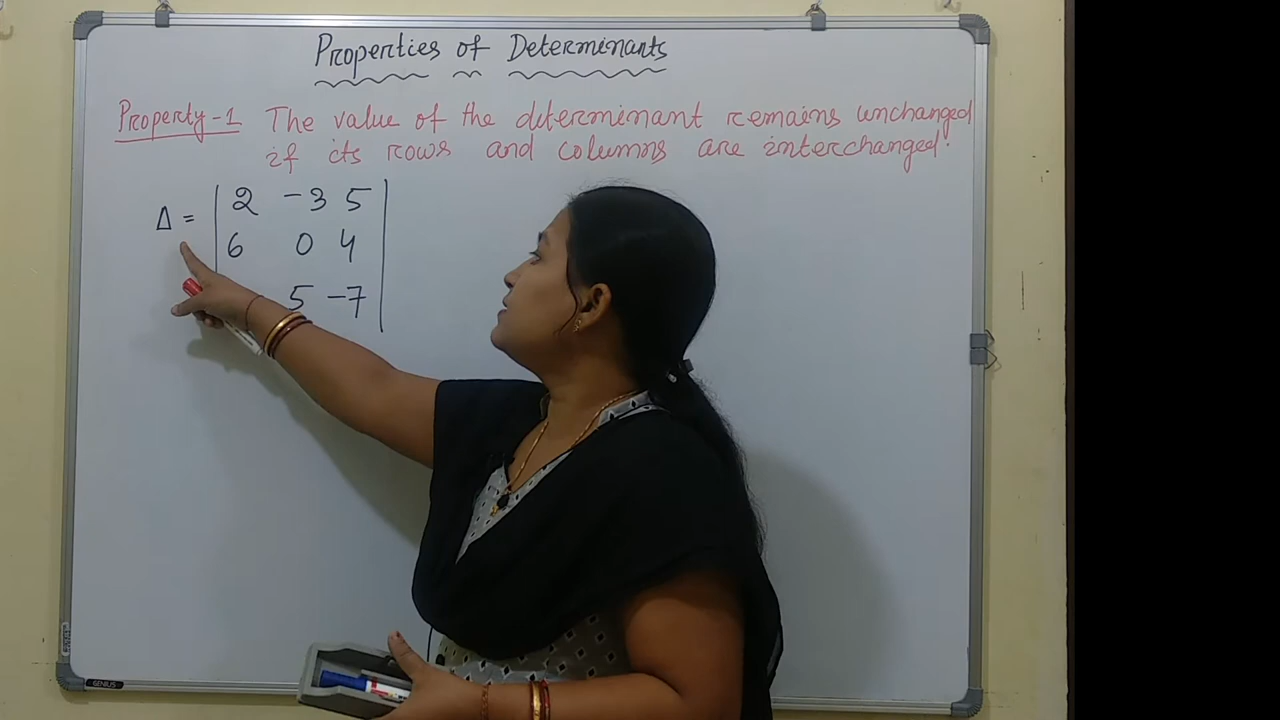 Properties of Determinants
Property-1 The value of the determinant remains unchanged
if its rows and columns are interchanged.
Δ = | 2 -3 5 |
| 6 0 4 |
5 -7 |
GENIUS